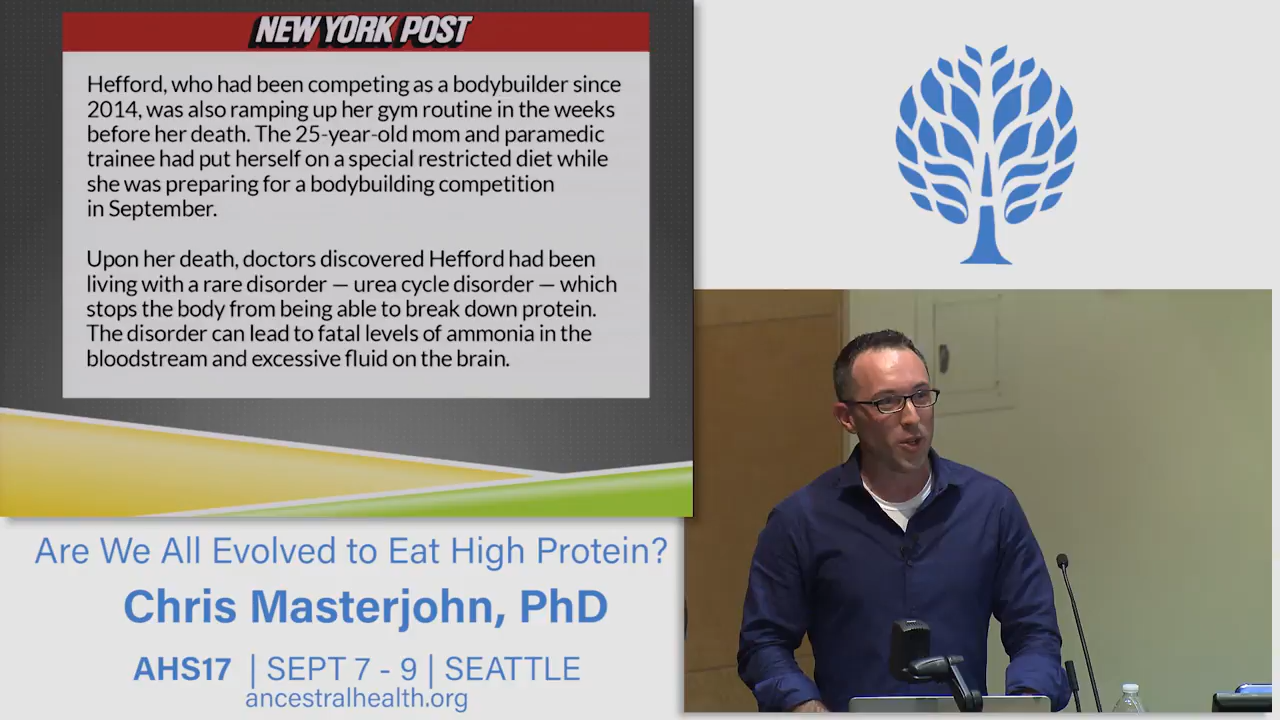 NEW YORK POST
Hefford, who had been competing as a bodybuilder since
2014, was also ramping up her gym routine in the weeks
before her death. The 25-year-old mom and paramedic
trainee had put herself on a special restricted diet while
she was preparing for a bodybuilding competition
in September.
Upon her death, doctors discovered Hefford had been
living with a rare disorder — urea cycle disorder — which
stops the body from being able to break down protein.
The disorder can lead to fatal levels of ammonia in the
bloodstream and excessive fluid on the brain.
Are We All Evolved to Eat High Protein?
Chris Masterjohn, PhD
AHS17 | SEPT 7 - 9 | SEATTLE
ancestralhealth.org